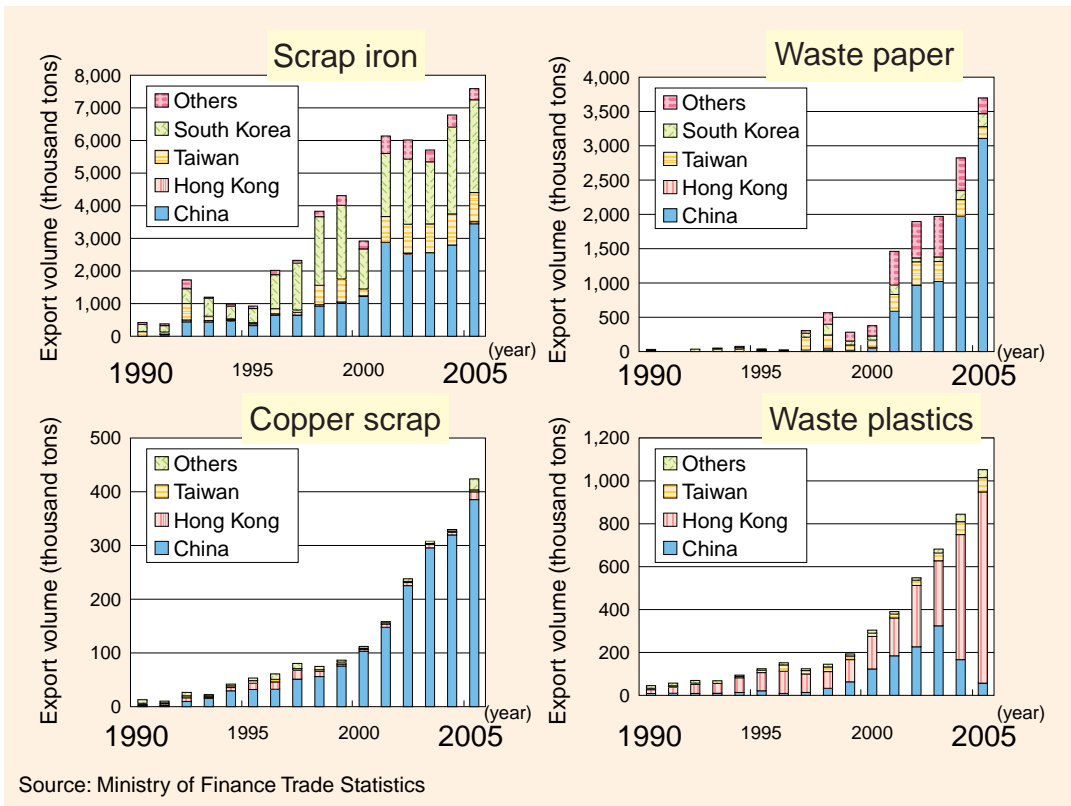 Scrap iron
Export volume (thousand tons)
8,000
7,000
6,000
5,000
4,000
3,000
2,000
1,000
0
Others
South Korea
Taiwan
Hong Kong
China
1990
1995
2000
2005
(year)
Waste paper
Export volume (thousand tons)
4,000
3,500
3,000
2,500
2,000
1,500
1,000
500
0
Others
South Korea
Taiwan
Hong Kong
China
1990
1995
2000
2005
(year)
Copper scrap
Export volume (thousand tons)
500
400
300
200
100
0
Others
Taiwan
Hong Kong
China
1990
1995
2000
2005
(year)
Waste plastics
Export volume (thousand tons)
1,200
1,000
800
600
400
200
0
Others
Taiwan
Hong Kong
China
1990
1995
2000
2005
(year)
Source: Ministry of Finance Trade Statistics